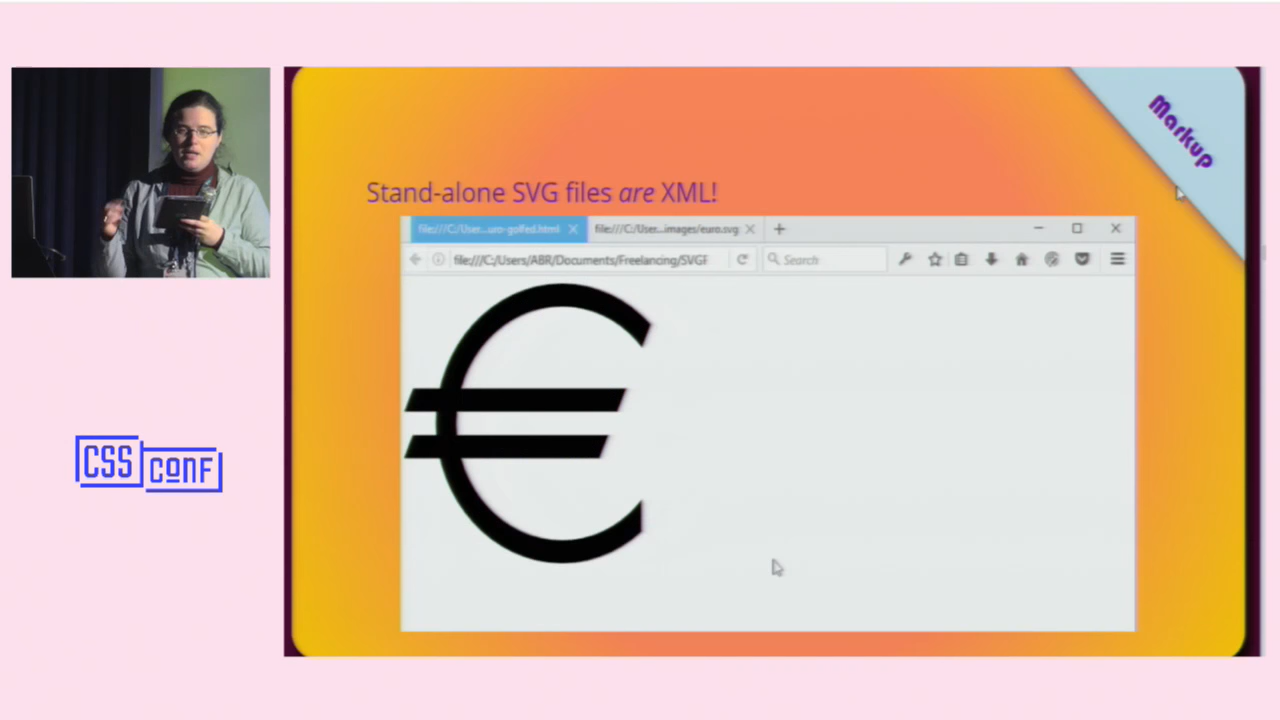 Markup
Stand-alone SVG files are XML!
file:///C:/User...uro-golfed.html
file:///C:/User...images/euro.svg
file:///C:/Users/ABR/Documents/Freelancing/SVGF
Search
€
CSS
CONF